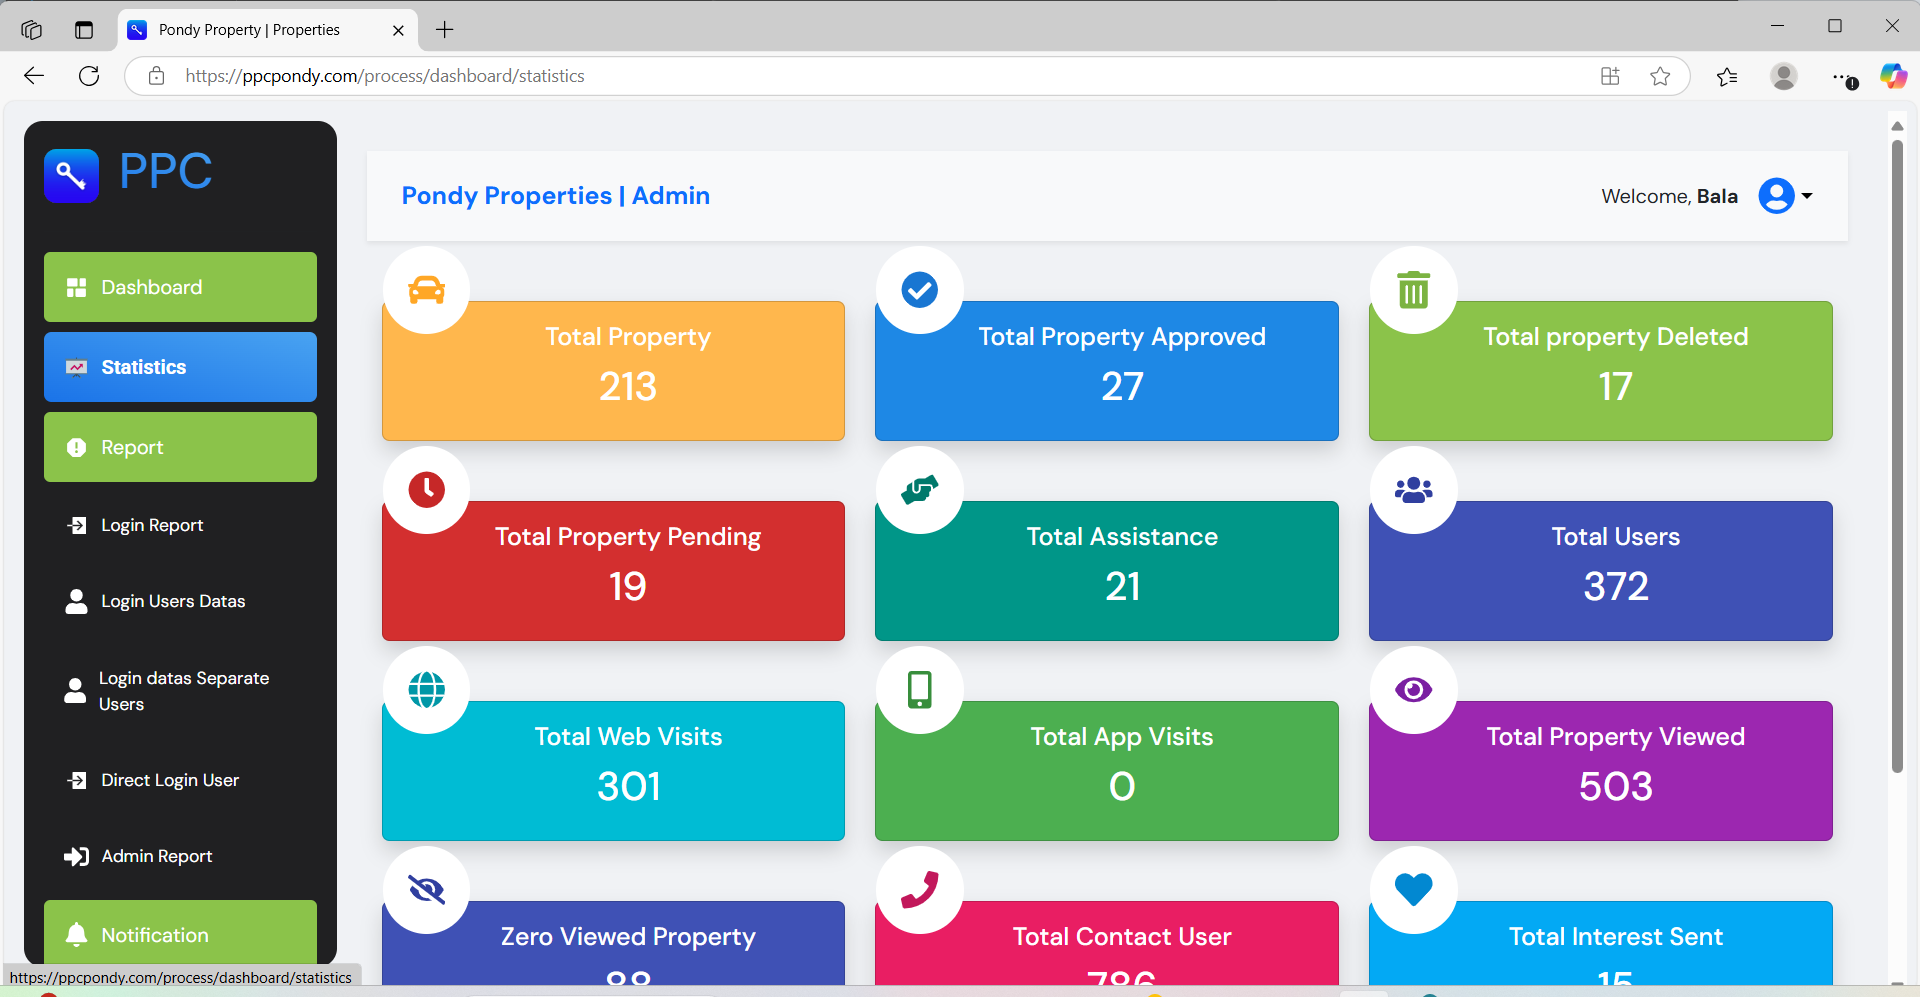 Pondy Property | Properties
https://ppcpondy.com/process/dashboard/statistics
PPC
Pondy Properties | Admin
Welcome, Bala
Dashboard
Statistics
Report
Login Report
Login Users Datas
Login datas Separate
Users
Direct Login User
Admin Report
Notification
Total Property
213
Total Property Approved
27
Total property Deleted
17
Total Property Pending
19
Total Assistance
21
Total Users
372
Total Web Visits
301
Total App Visits
0
Total Property Viewed
503
Zero Viewed Property
88
Total Contact User
786
Total Interest Sent
15
https://ppcpondy.com/process/dashboard/statistics